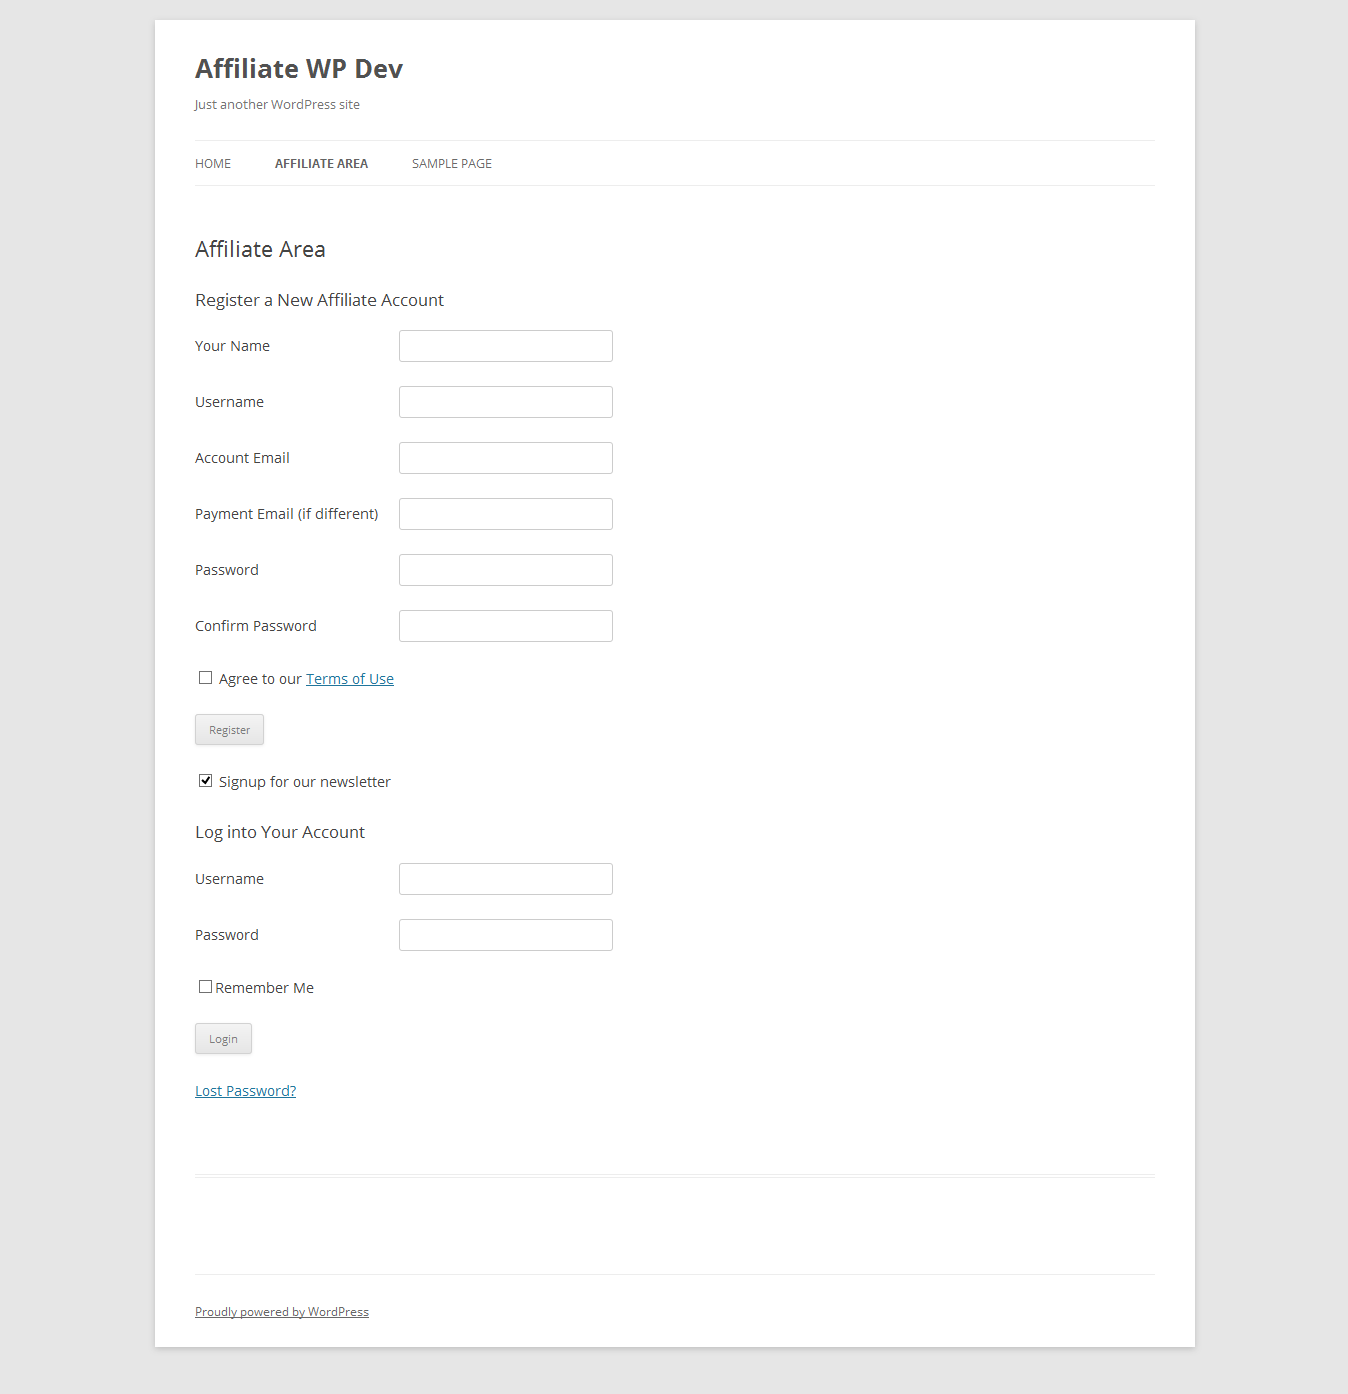 Affiliate WP Dev
Just another WordPress site
HOME AFFILIATE AREA SAMPLE PAGE
Affiliate Area
Register a New Affiliate Account
Your Name
Username
Account Email
Payment Email (if different)
Password
Confirm Password
Agree to our Terms of Use
Register
Signup for our newsletter
Log into Your Account
Username
Password
Remember Me
Login
Lost Password?
Proudly powered by WordPress